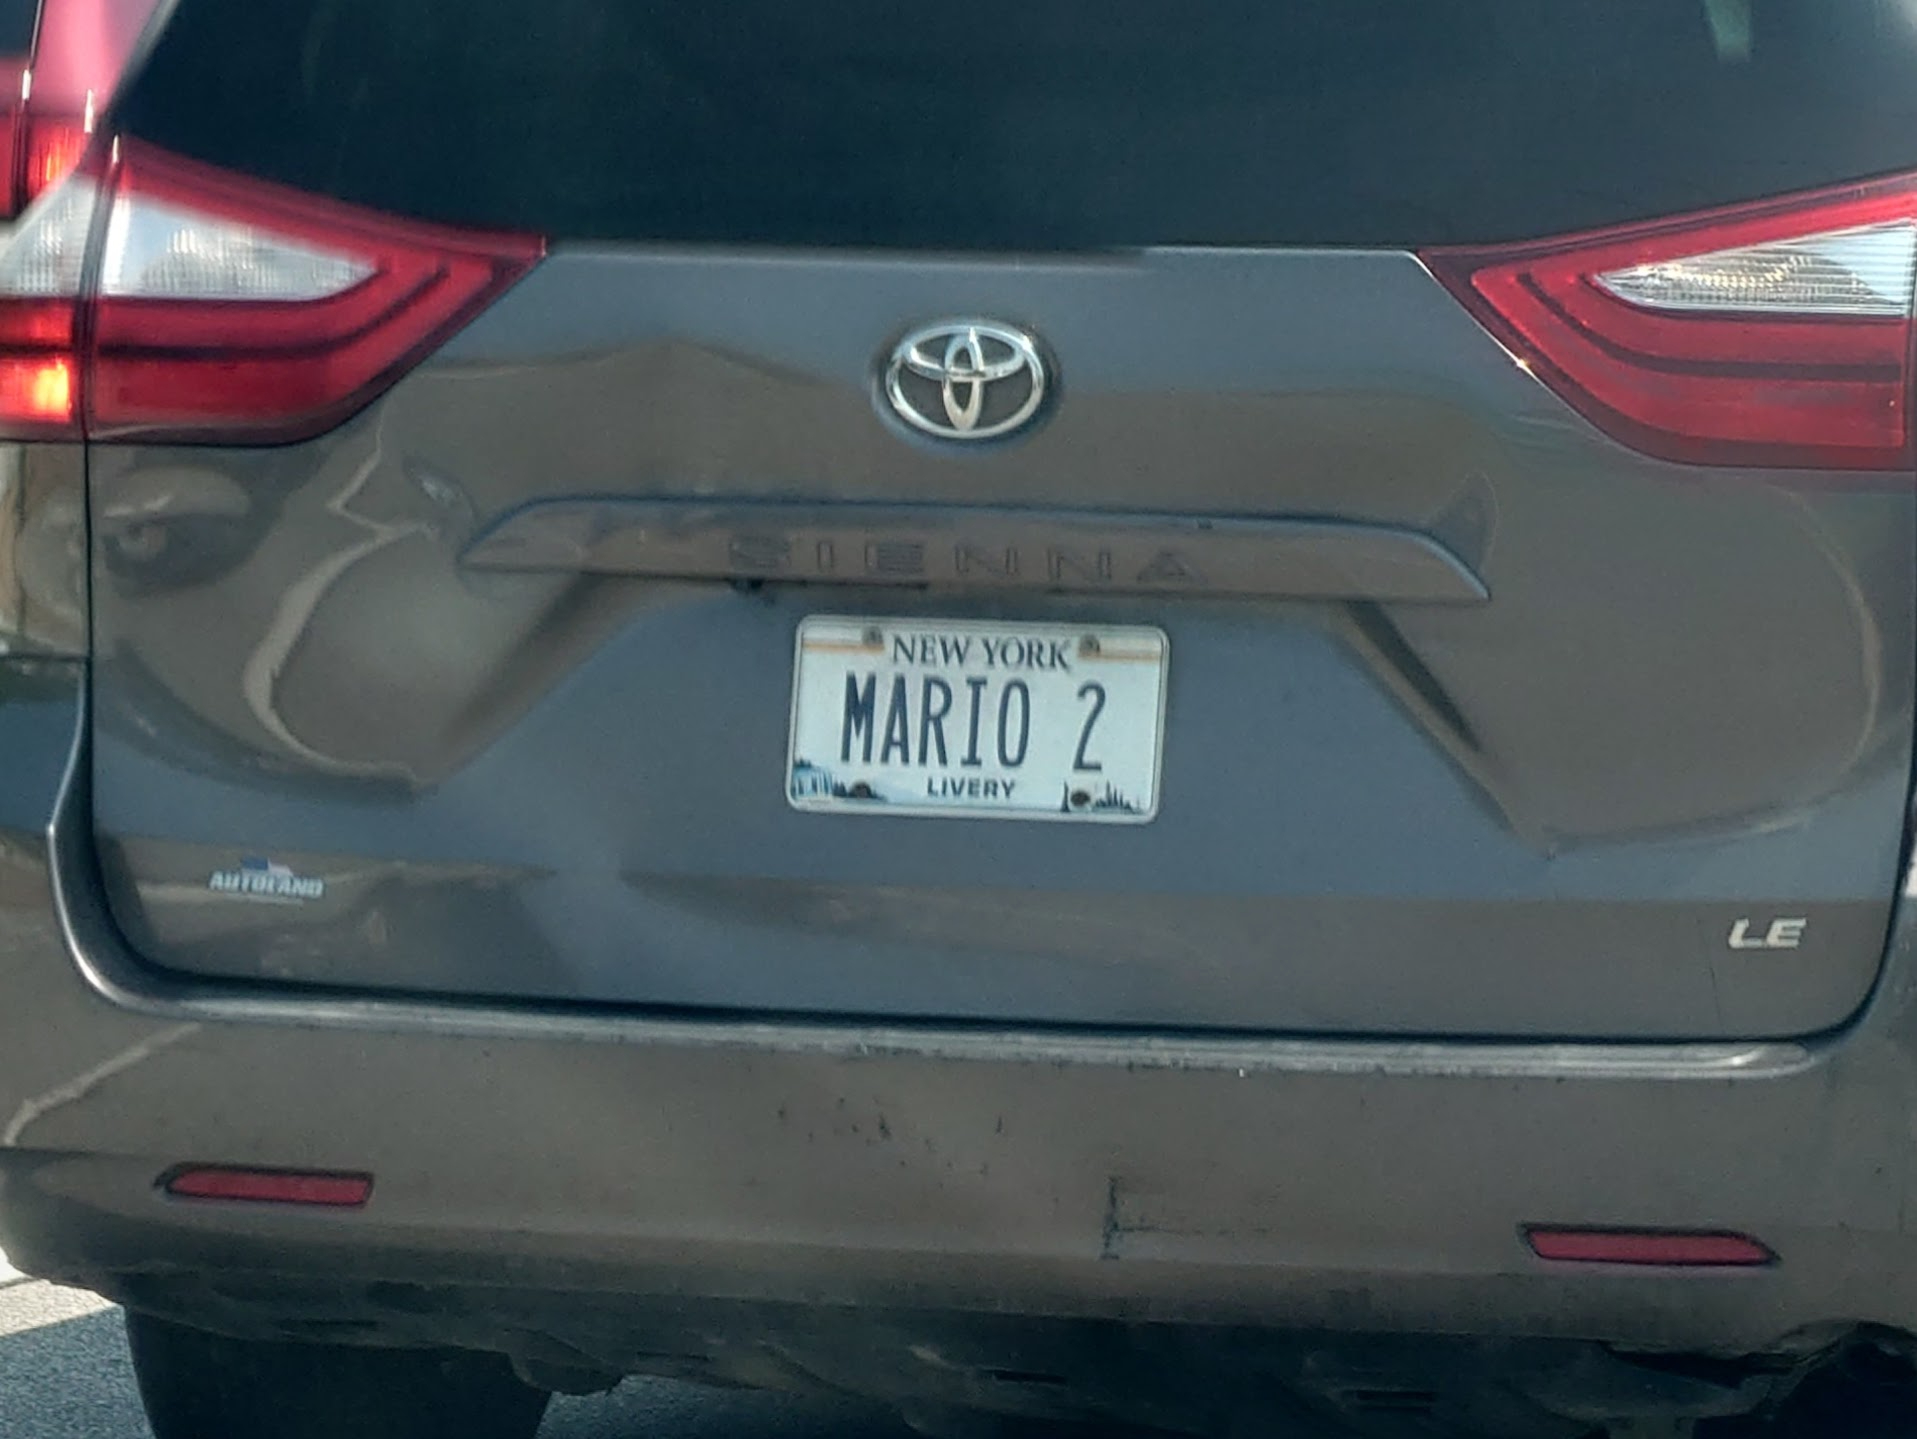 SIENNA
NEW YORK
MARIO 2
LIVERY
AUTOLAND
LE